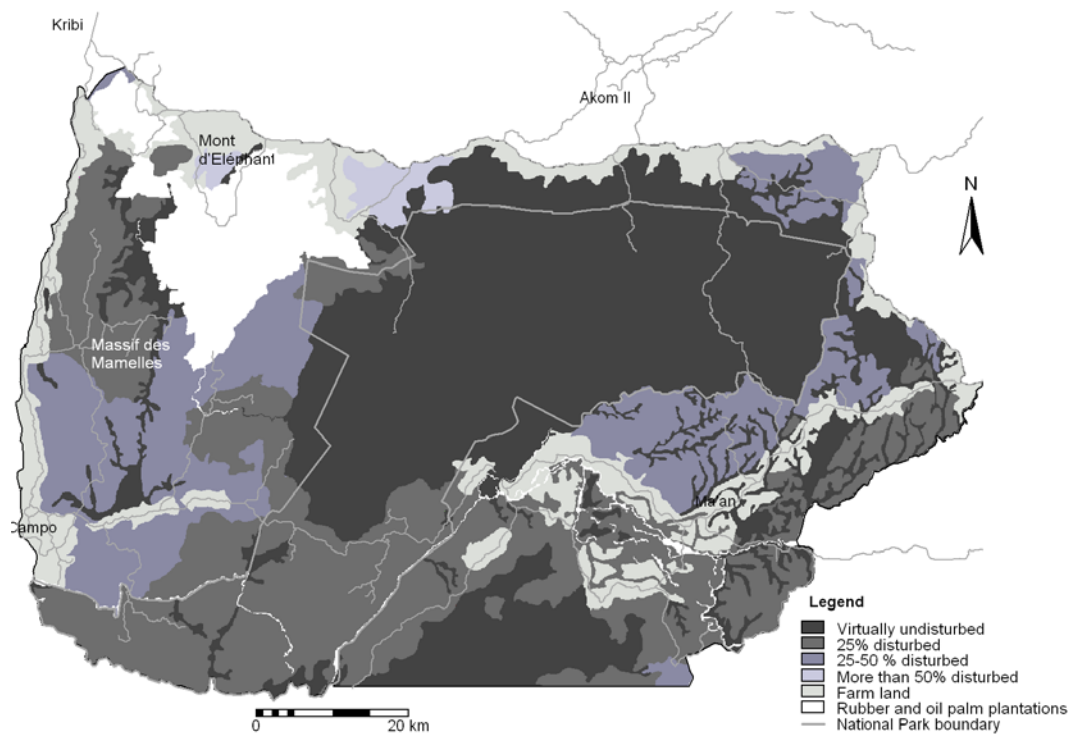 Kribi
Akom II
Mont
d'Eléphant
N
Massif des
Mamelles
Ma'an
Campo
Legend
Virtually undisturbed
25% disturbed
25-50 % disturbed
More than 50% disturbed
Farm land
Rubber and oil palm plantations
National Park boundary
0 20 km